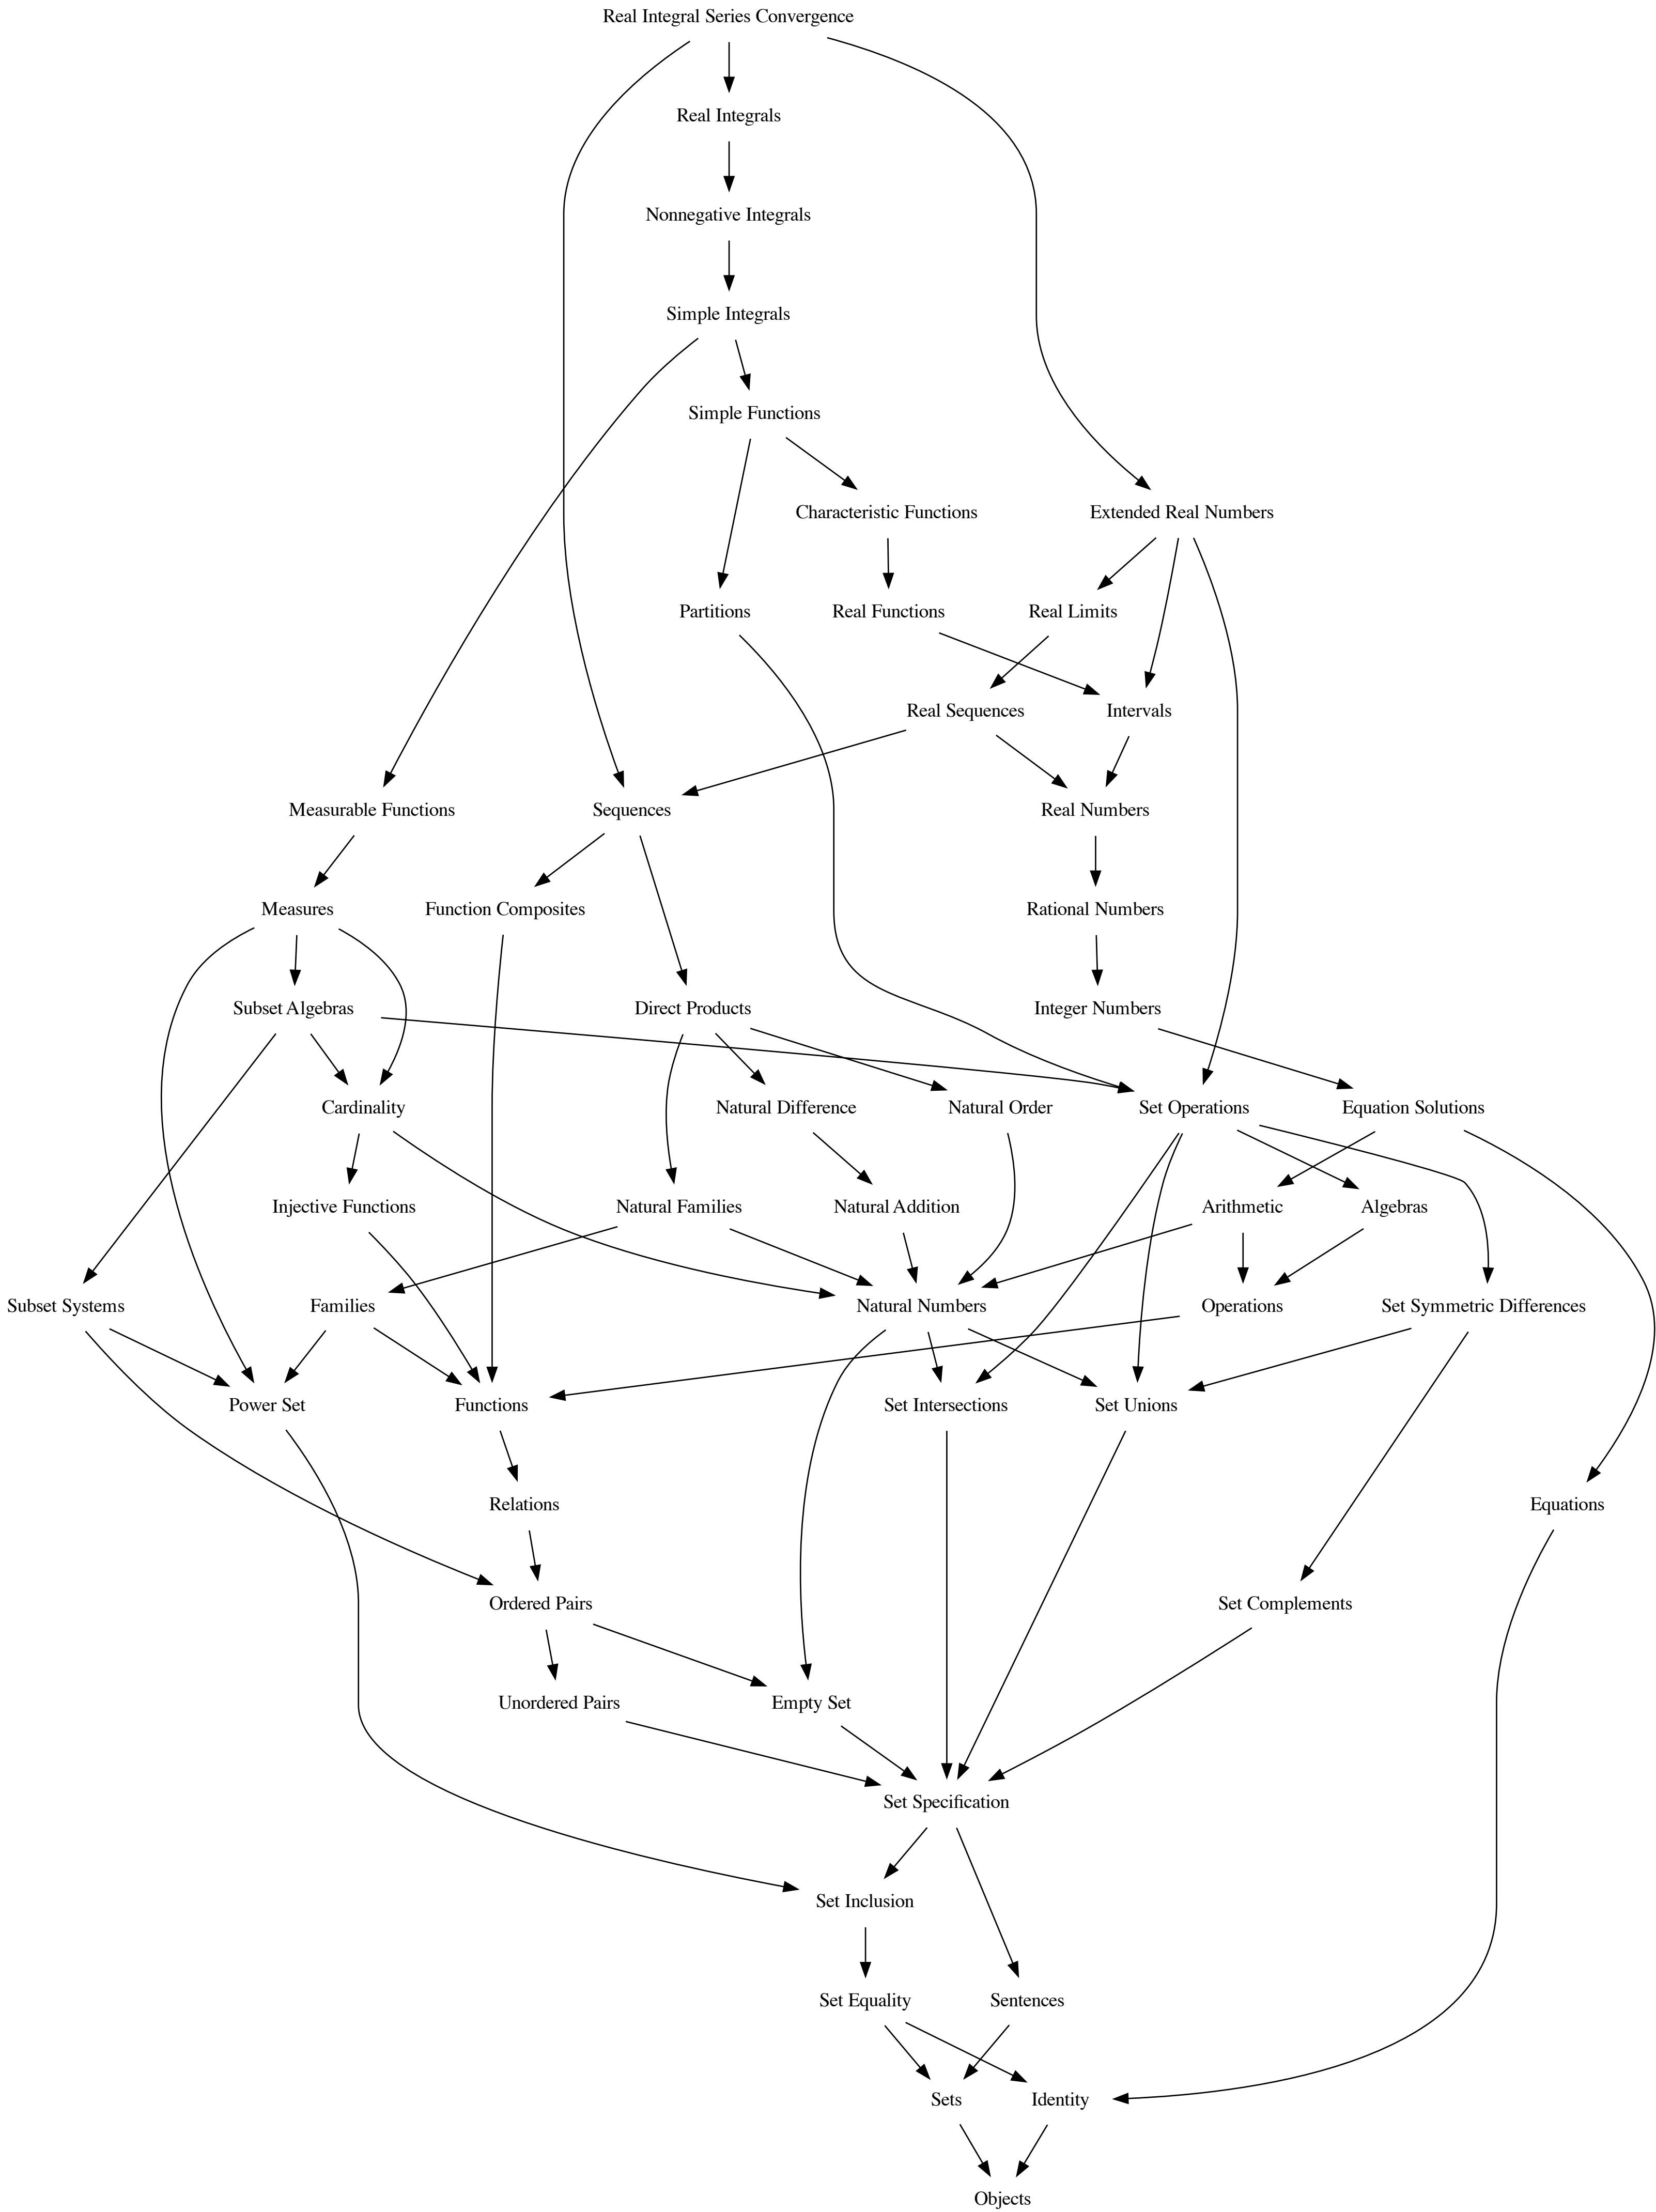 Real Integral Series Convergence
Real Integrals
Nonnegative Integrals
Simple Integrals
Simple Functions
Characteristic Functions
Extended Real Numbers
Partitions
Real Functions
Real Limits
Real Sequences
Intervals
Measurable Functions
Sequences
Real Numbers
Measures
Function Composites
Rational Numbers
Subset Algebras
Direct Products
Integer Numbers
Cardinality
Natural Difference
Natural Order
Set Operations
Equation Solutions
Injective Functions
Natural Families
Natural Addition
Arithmetic
Algebras
Subset Systems
Families
Natural Numbers
Operations
Set Symmetric Differences
Power Set
Functions
Set Intersections
Set Unions
Relations
Equations
Ordered Pairs
Set Complements
Unordered Pairs
Empty Set
Set Specification
Set Inclusion
Set Equality
Sentences
Sets
Identity
Objects